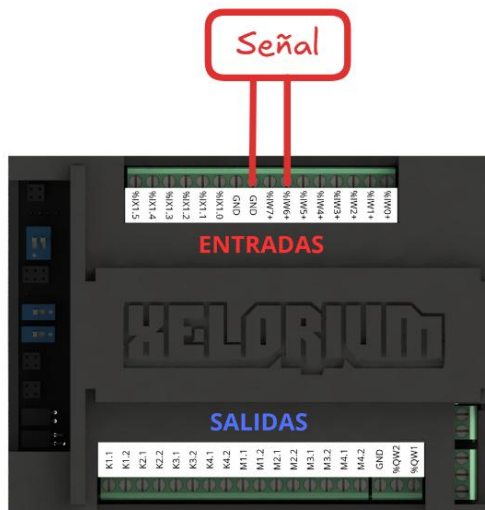 Señal
%IX1.5
%IX1.4
%IX1.3
%IX1.2
%IX1.1
%IX1.0
GND
GND
%IW7+
%IW6+
%IW5+
%IW4+
%IW3+
%IW2+
%IW1+
%IW0+
ENTRADAS
XELORIUM
SALIDAS
K1.1
K1.2
K2.1
K2.2
K3.1
K3.2
K4.1
K4.2
M1.1
M1.2
M2.1
M2.2
M3.1
M3.2
M4.1
M4.2
GND
%QW2
%QW1